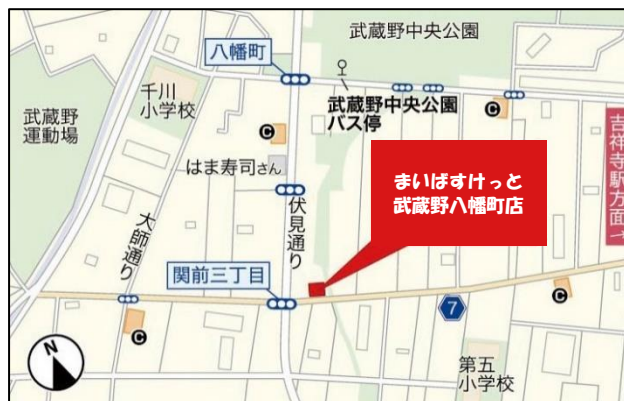 武蔵野中央公園
八幡町
千川
小学校
武蔵野
運動場
武蔵野中央公園
バス停
C
C
はま寿司さん
まいばすけっと
武蔵野八幡町店
吉祥寺駅方面→
大師通り
伏見通り
関前三丁目
C
C
7
第五
小学校
N